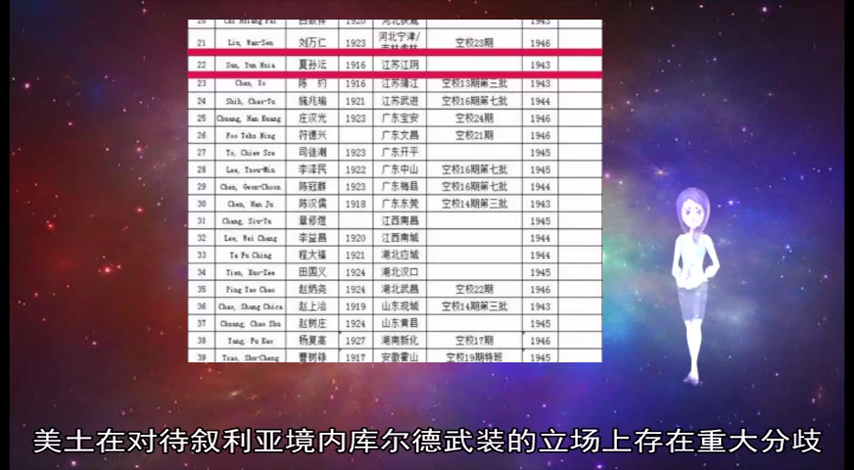 21 Liu, Wan-Sen 刘万仁 1923 河北宁津/ 空校23期 1946
22 Sun, Yun Hsia 夏孙沄 1916 江苏江阴 1943
23 Chen, Yo 陈 约 1916 江苏靖江 空校13期第三批 1943
24 Shih, Chao-Yu 施兆瑜 1921 江苏武进 空校16期第七批 1944
25 Chuang, Han Kuang 庄汉光 1923 广东宝安 空校24期 1946
26 Foo Tehs Ning 符德兴 广东文昌 空校21期 1946
27 To, Chiew Sze 司徒潮 1923 广东开平 1945
28 Lee, Tsow-Min 李泽民 1922 广东中山 空校16期第七批 1945
29 Chen, Gwon-Choon 陈冠群 1923 广东梅县 空校16期第七批 1944
30 Chen, Han Ju 陈汉儒 1918 广东东莞 空校14期第三批 1943
31 Chang, Siu-Yu 章修煜 江西南昌 1945
32 Lee, Wei Chang 李益昌 1920 江西南城 1944
33 Ta Fu Ching 程大福 1921 湖北应城 1944
34 Tien, Kuo-Zee 田国义 1924 湖北汉口 1945
35 Ping Yao Chao 赵炳尧 1924 湖北武昌 空校22期 1946
36 Chao, Shang Chica 赵上洽 1919 山东观城 空校14期第三批 1943
37 Chuang, Chao Shu 赵树庄 1924 山东黄县 1945
38 Yang, Fu Kao 杨复高 1927 湖南新化 空校17期 1946
39 Tsao, Shu-Cheng 曹树铮 1917 安徽霍山 空校19期特班 1945
美土在对待叙利亚境内库尔德武装的立场上存在重大分歧